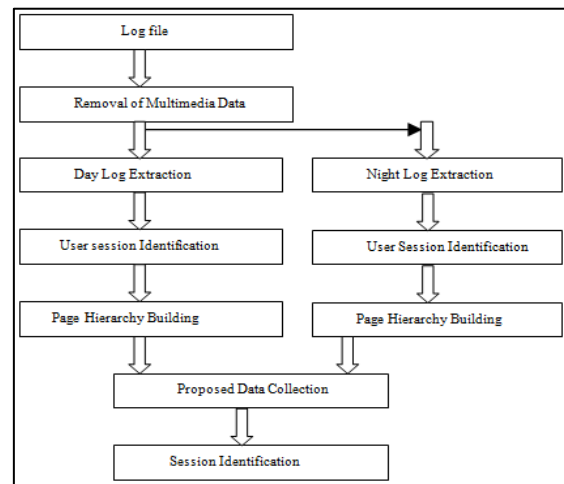 Log file
Removal of Multimedia Data
Day Log Extraction
Night Log Extraction
User session Identification
User Session Identification
Page Hierarchy Building
Page Hierarchy Building
Proposed Data Collection
Session Identification